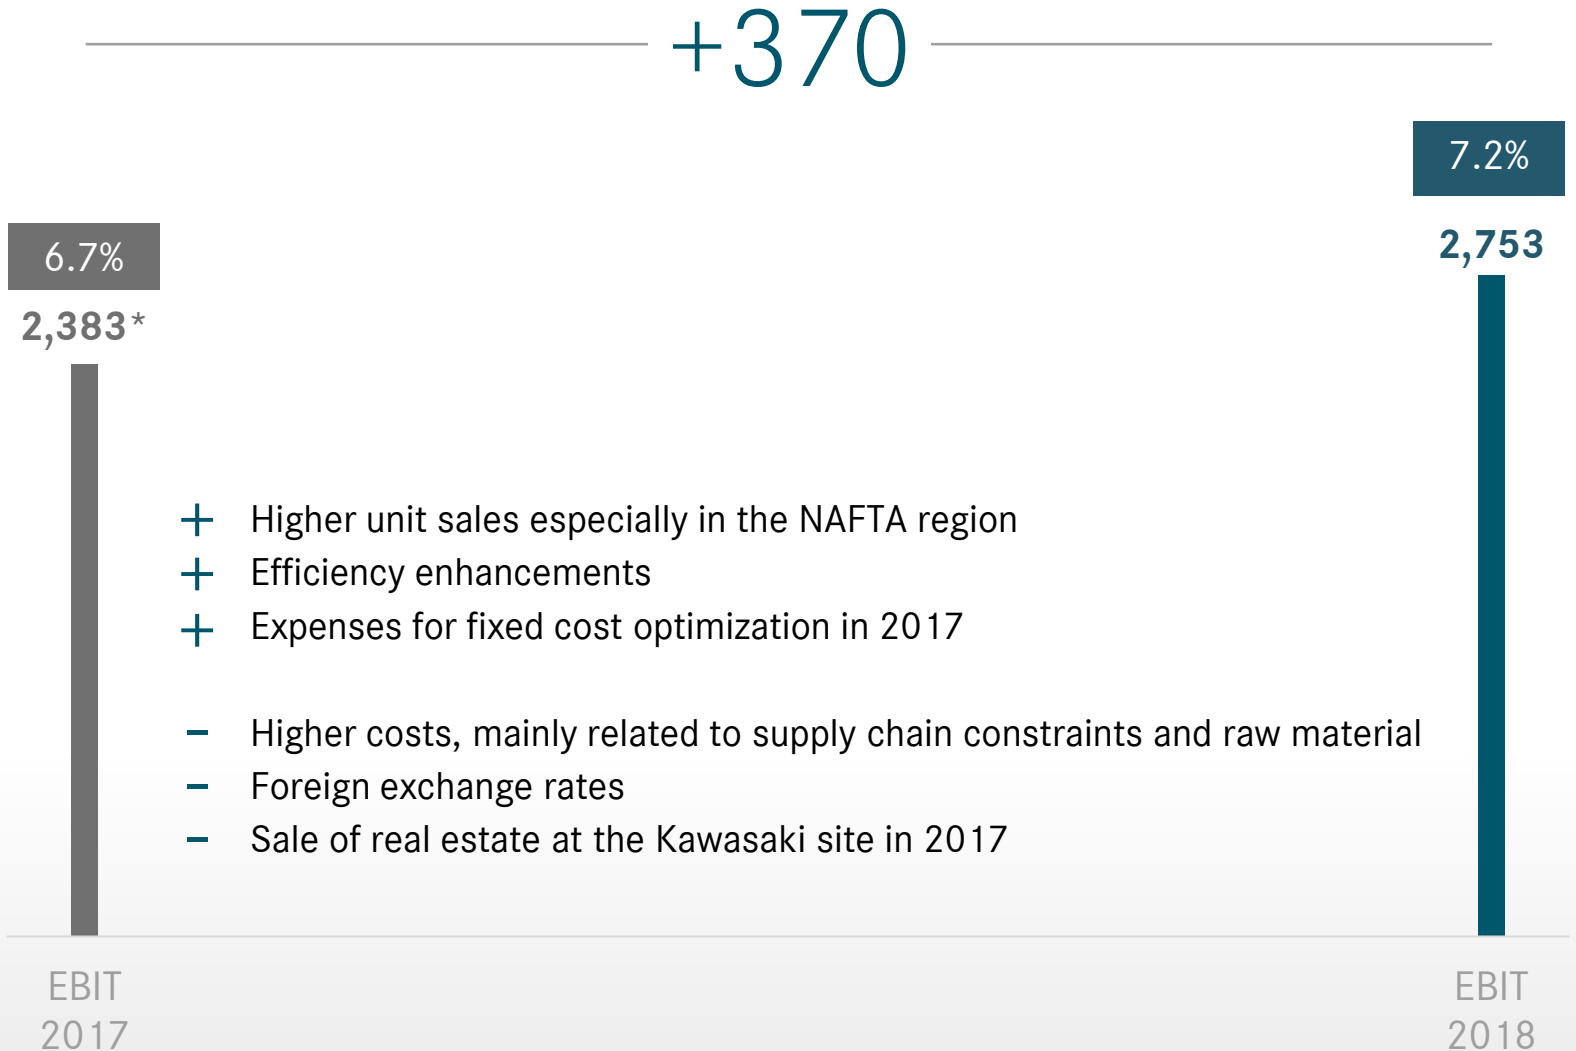 +370
7.2%
2,753
6.7%
2,383*
+ Higher unit sales especially in the NAFTA region
+ Efficiency enhancements
+ Expenses for fixed cost optimization in 2017
- Higher costs, mainly related to supply chain constraints and raw material
- Foreign exchange rates
- Sale of real estate at the Kawasaki site in 2017
EBIT
2017
EBIT
2018